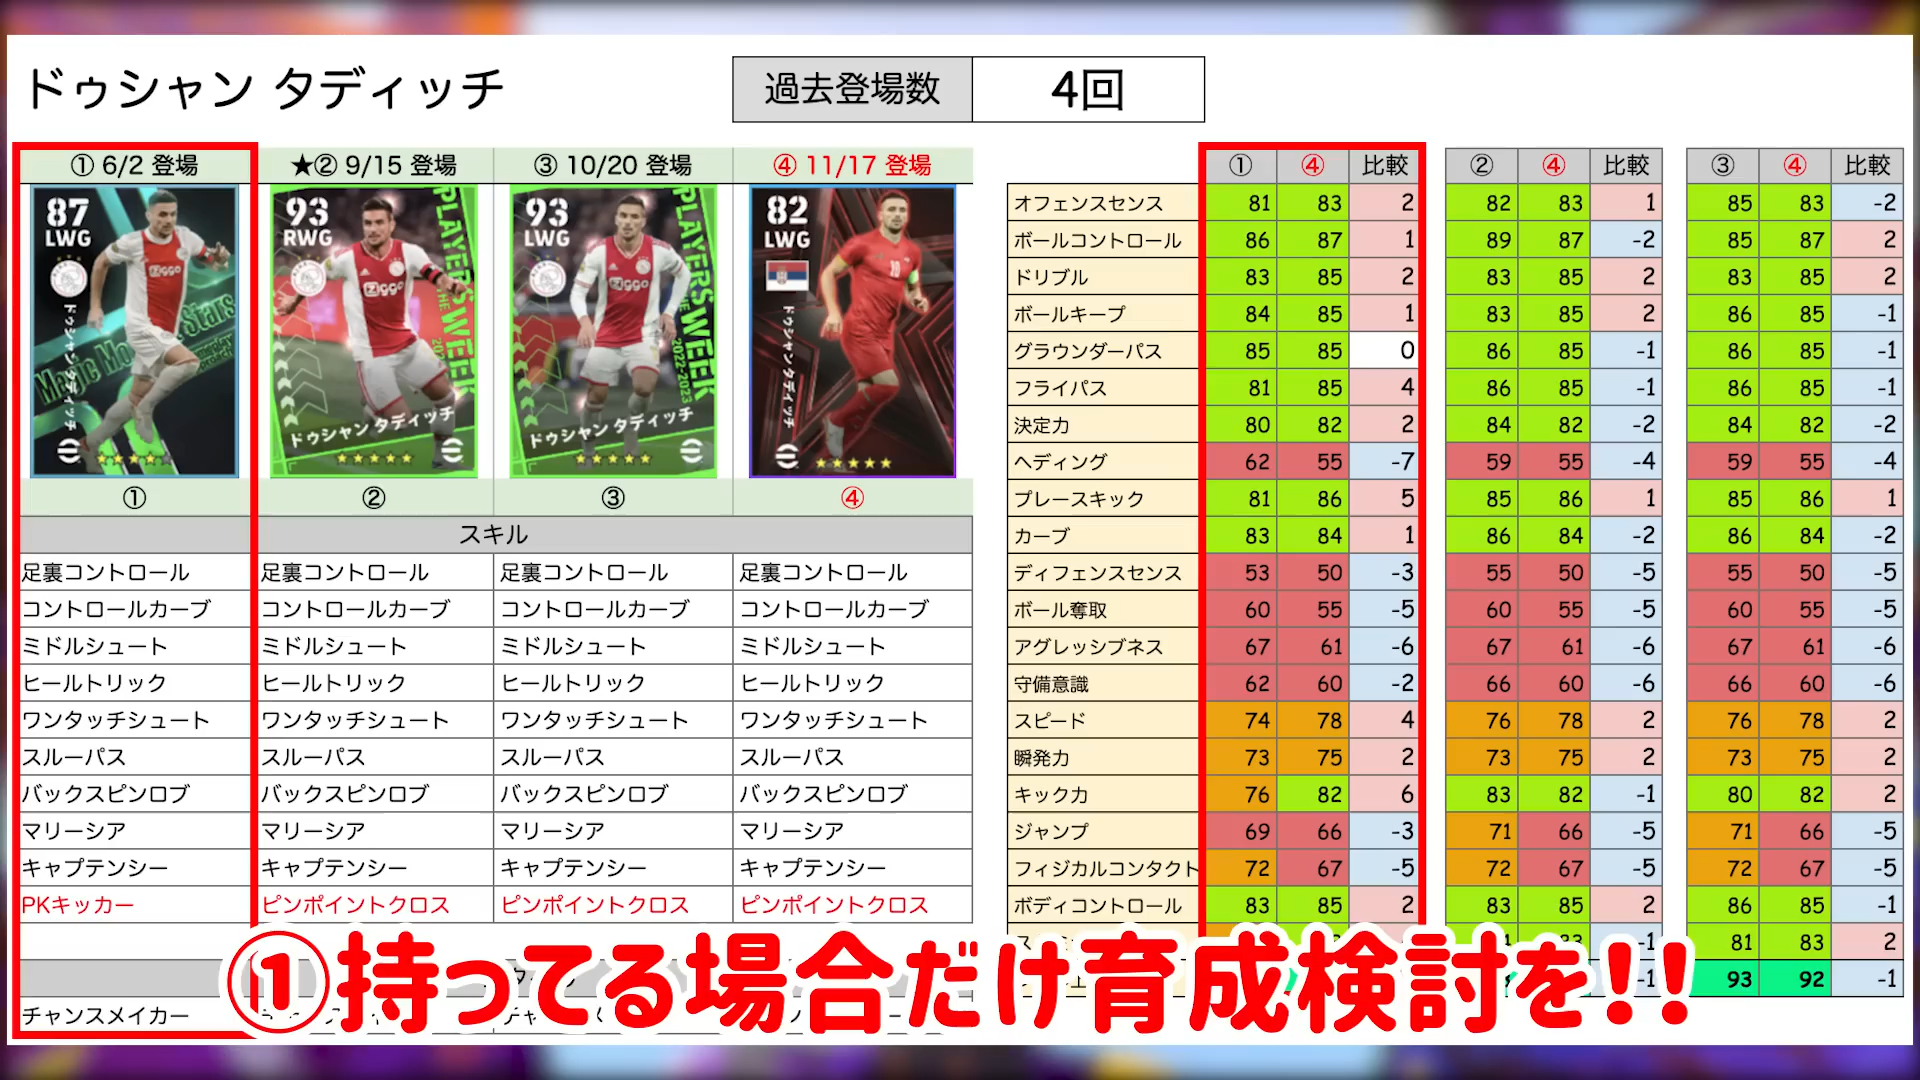 ドゥシャン タディッチ
過去登場数 4回
① 6/2 登場 ★② 9/15 登場 ③ 10/20 登場 ④ 11/17 登場
87 LWG ドゥシャンタディッチ Ziggo
93 RWG PLAYERS OF THE WEEK ドゥシャン タディッチ Ziggo
93 LWG PLAYERS OF THE WEEK 2022-2023 ドゥシャン タディッチ Ziggo
82 LWG ドゥシャンタディッチ 10
① ② ③ ④
スキル
足裏コントロール 足裏コントロール 足裏コントロール 足裏コントロール
コントロールカーブ コントロールカーブ コントロールカーブ コントロールカーブ
ミドルシュート ミドルシュート ミドルシュート ミドルシュート
ヒールトリック ヒールトリック ヒールトリック ヒールトリック
ワンタッチシュート ワンタッチシュート ワンタッチシュート ワンタッチシュート
スルーパス スルーパス スルーパス スルーパス
バックスピンロブ バックスピンロブ バックスピンロブ バックスピンロブ
マリーシア マリーシア マリーシア マリーシア
キャプテンシー キャプテンシー キャプテンシー キャプテンシー
PKキッカー ピンポイントクロス ピンポイントクロス ピンポイントクロス
チャンスメイカー
① ④ 比較 ② ④ 比較 ③ ④ 比較
オフェンスセンス 81 83 2 82 83 1 85 83 -2
ボールコントロール 86 87 1 89 87 -2 85 87 2
ドリブル 83 85 2 83 85 2 83 85 2
ボールキープ 84 85 1 83 85 2 86 85 -1
グラウンダーパス 85 85 0 86 85 -1 86 85 -1
フライパス 81 85 4 86 85 -1 86 85 -1
決定力 80 82 2 84 82 -2 84 82 -2
ヘディング 62 55 -7 59 55 -4 59 55 -4
プレースキック 81 86 5 85 86 1 85 86 1
カーブ 83 84 1 86 84 -2 86 84 -2
ディフェンスセンス 53 50 -3 55 50 -5 55 50 -5
ボール奪取 60 55 -5 60 55 -5 60 55 -5
アグレッシブネス 67 61 -6 67 61 -6 67 61 -6
守備意識 62 60 -2 66 60 -6 66 60 -6
スピード 74 78 4 76 78 2 76 78 2
瞬発力 73 75 2 73 75 2 73 75 2
キック力 76 82 6 83 82 -1 80 82 2
ジャンプ 69 66 -3 71 66 -5 71 66 -5
フィジカルコンタクト 72 67 -5 72 67 -5 72 67 -5
ボディコントロール 83 85 2 83 85 2 86 85 -1
-1 81 83 2
-1 93 92 -1
①持ってる場合だけ育成検討を!!